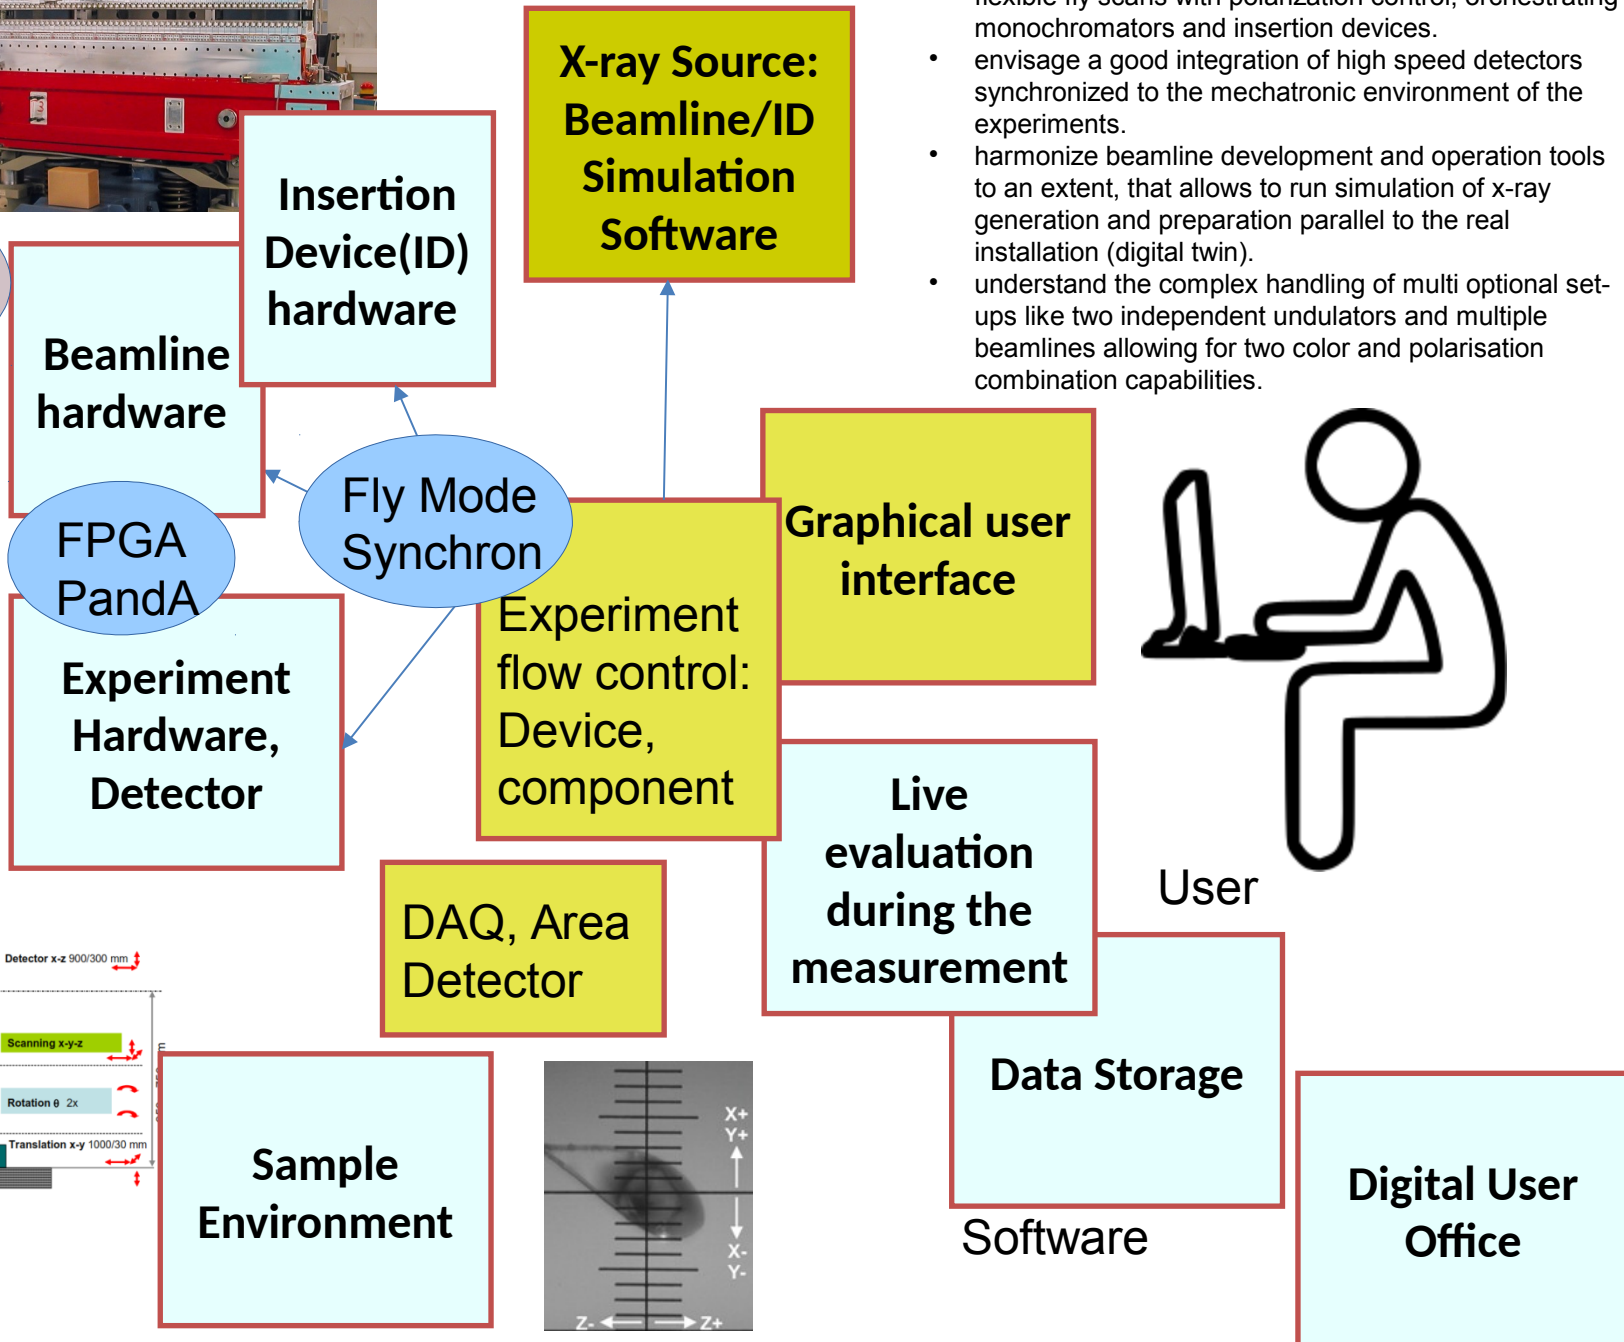 monochromators and insertion devices.
• envisage a good integration of high speed detectors
synchronized to the mechatronic environment of the
experiments.
• harmonize beamline development and operation tools
to an extent, that allows to run simulation of x-ray
generation and preparation parallel to the real
installation (digital twin).
• understand the complex handling of multi optional set-
ups like two independent undulators and multiple
beamlines allowing for two color and polarisation
combination capabilities.
X-ray Source:
Beamline/ID
Simulation
Software
Insertion
Device(ID)
hardware
Beamline
hardware
Fly Mode
Synchron
FPGA
PandA
Graphical user
interface
Experiment
flow control:
Device,
component
Experiment
Hardware,
Detector
Live
evaluation
during the
measurement
User
DAQ, Area
Detector
Detector x-z 900/300 mm
Scanning x-y-z
Rotation θ 2x
Translation x-y 1000/30 mm
Sample
Environment
X+
Y+
X-
Y-
Z-
Z+
Data Storage
Software
Digital User
Office